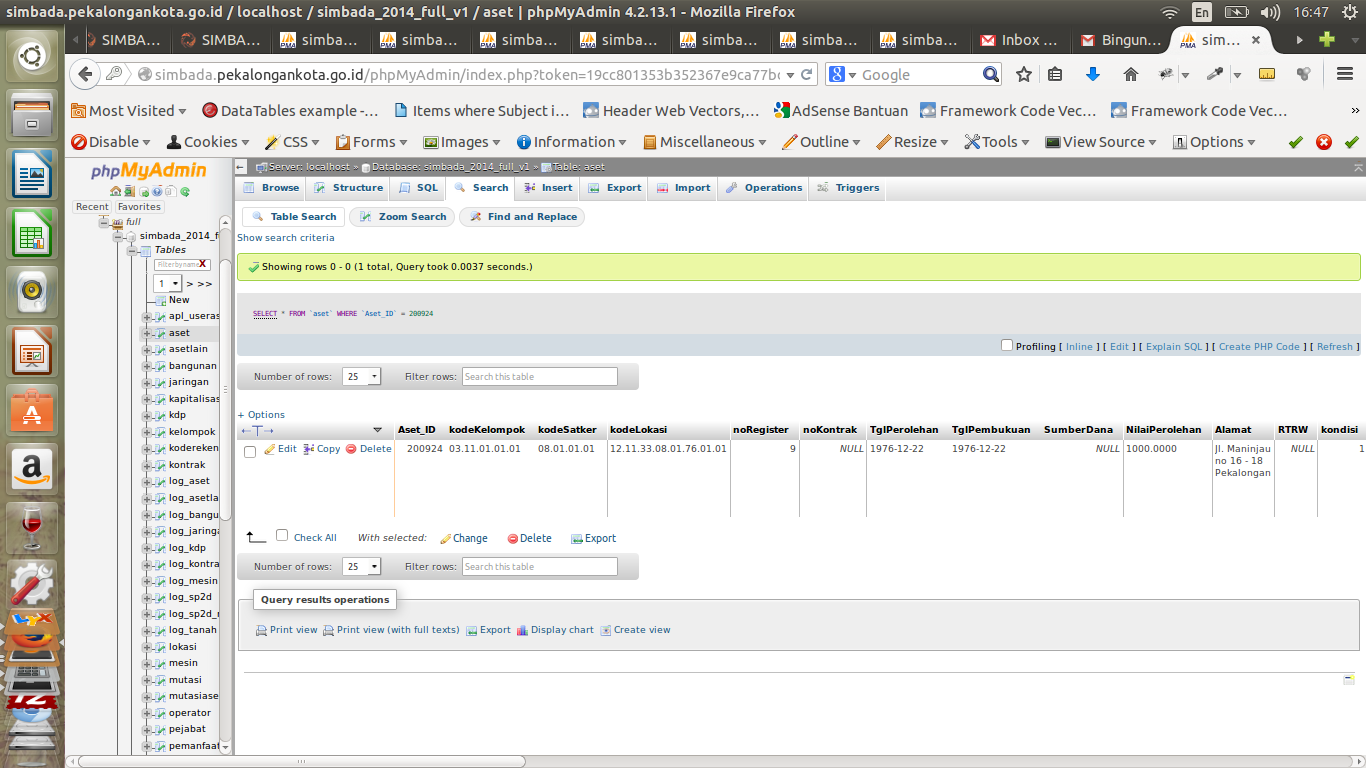 simbada.pekalongankota.go.id / localhost / simbada_2014_full_v1 / aset | phpMyAdmin 4.2.13.1 - Mozilla Firefox
En
16:47
SIMBA...
SIMBA...
simba...
simba...
simba...
simba...
simba...
simba...
simba...
Inbox ...
Bingun...
sim...
simbada.pekalongankota.go.id/phpMyAdmin/index.php?token=19cc801353b352367e9ca77bc
Google
Most Visited
DataTables example -...
Items where Subject i...
Header Web Vectors,...
AdSense Bantuan
Framework Code Vec...
Framework Code Vec...
Disable
Cookies
CSS
Forms
Images
Information
Miscellaneous
Outline
Resize
Tools
View Source
Options
phpMyAdmin
Recent
Favorites
full
simbada_2014_f
Tables
Filter by name
X
1
> >>
New
apl_useras
aset
asetlain
bangunan
jaringan
kapitalisas
kdp
kelompok
kodereken
kontrak
log_aset
log_asetla
log_bangu
log_jaringa
log_kdp
log_kontra
log_mesin
log_sp2d
log_sp2d_r
log_tanah
lokasi
mesin
mutasi
mutasiase
operator
pejabat
pemanfaat
Server: localhost » Database: simbada_2014_full_v1 » Table: aset
Browse
Structure
SQL
Search
Insert
Export
Import
Operations
Triggers
Table Search
Zoom Search
Find and Replace
Show search criteria
Showing rows 0 - 0 (1 total, Query took 0.0037 seconds.)
SELECT * FROM `aset` WHERE `Aset_ID` = 200924
Profiling [ Inline ] [ Edit ] [ Explain SQL ] [ Create PHP Code ] [ Refresh ]
Number of rows: 25
Filter rows: Search this table
+ Options
Aset_ID kodeKelompok kodeSatker kodeLokasi noRegister noKontrak TglPerolehan TglPembukuan SumberDana NilaiPerolehan Alamat RTRW kondisi
Edit Copy Delete 200924 03.11.01.01.01 08.01.01.01 12.11.33.08.01.76.01.01 9 NULL 1976-12-22 1976-12-22 NULL 1000.0000 Jl. Maninjau NULL 1
no 16 - 18
Pekalongan
Check All
With selected:
Change
Delete
Export
Number of rows: 25
Filter rows: Search this table
Query results operations
Print view
Print view (with full texts)
Export
Display chart
Create view